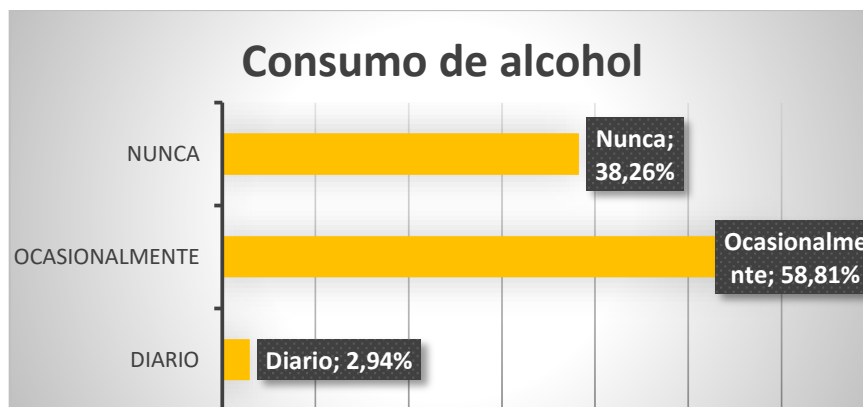 Consumo de alcohol
NUNCA
Nunca;
38,26%
OCASIONALMENTE
Ocasionalme
nte; 58,81%
DIARIO
Diario; 2,94%